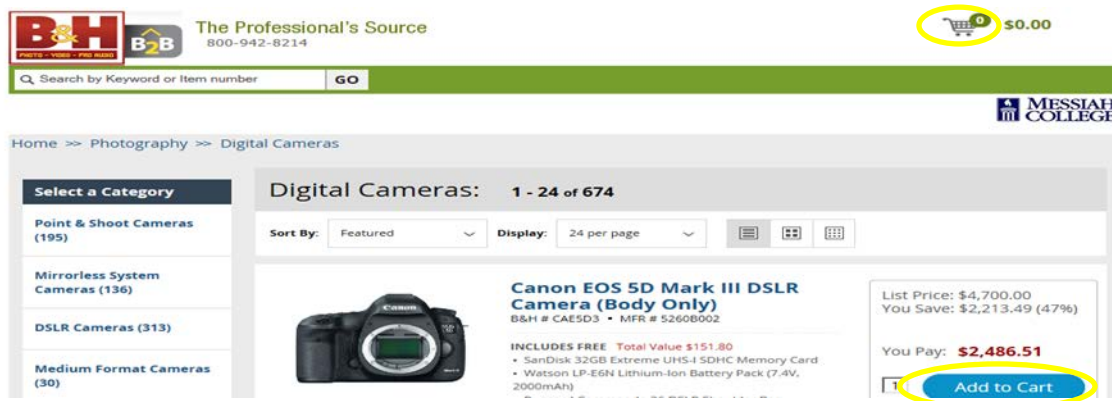 B&H
PHOTO - VIDEO - PRO AUDIO
B2B
The Professional's Source
800-942-8214
0
$0.00
Search by Keyword or Item number
GO
MESSIAH
COLLEGE
Home >> Photography >> Digital Cameras
Select a Category
Point & Shoot Cameras
(195)
Mirrorless System
Cameras (136)
DSLR Cameras (313)
Medium Format Cameras
(30)
Digital Cameras: 1 - 24 of 674
Sort By: Featured
Display: 24 per page
Canon
Canon EOS 5D Mark III DSLR
Camera (Body Only)
B&H # CAE5D3 • MFR # 5260B002
INCLUDES FREE Total Value $151.80
• SanDisk 32GB Extreme UHS-I SDHC Memory Card
• Watson LP-E6N Lithium-Ion Battery Pack (7.4V,
2000mAh)
List Price: $4,700.00
You Save: $2,213.49 (47%)
You Pay: $2,486.51
1
Add to Cart